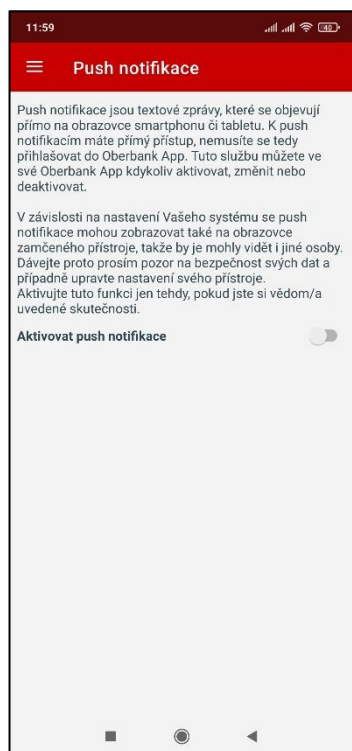 11:59
40
Push notifikace
Push notifikace jsou textové zprávy, které se objevují
přímo na obrazovce smartphonu či tabletu. K push
notifikacím máte přímý přístup, nemusíte se tedy
přihlašovat do Oberbank App. Tuto službu můžete ve
své Oberbank App kdykoliv aktivovat, změnit nebo
deaktivovat.
V závislosti na nastavení Vašeho systému se push
notifikace mohou zobrazovat také na obrazovce
zamčeného přístroje, takže by je mohly vidět i jiné osoby.
Dávejte proto prosím pozor na bezpečnost svých dat a
případně upravte nastavení svého přístroje.
Aktivujte tuto funkci jen tehdy, pokud jste si vědom/a
uvedené skutečnosti.
Aktivovat push notifikace